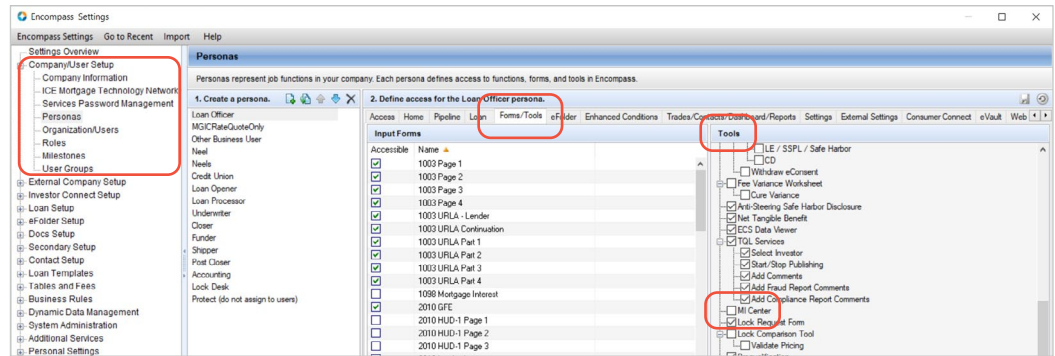 Encompass Settings
Encompass Settings Go to Recent Import Help
Settings Overview
Company/User Setup
Company Information
ICE Mortgage Technology Network
Services Password Management
Personas
Organization/Users
Roles
Milestones
User Groups
External Company Setup
Investor Connect Setup
Loan Setup
eFolder Setup
Docs Setup
Secondary Setup
Contact Setup
Loan Templates
Tables and Fees
Business Rules
Dynamic Data Management
System Administration
Additional Services
Personal Settings
Personas
Personas represent job functions in your company. Each persona defines access to functions, forms, and tools in Encompass.
1. Create a persona.
Loan Officer
MGICRateQuoteOnly
Other Business User
Neel
Neels
Credit Union
Loan Opener
Loan Processor
Underwriter
Closer
Funder
Shipper
Post Closer
Accounting
Lock Desk
Protect (do not assign to users)
2. Define access for the Loan Officer persona.
Access Home Pipeline Loan Forms/Tools eFolder Enhanced Conditions Trades/Contacts/Dashboard/Reports Settings External Settings Consumer Connect eVault Web
Input Forms
Accessible Name
1003 Page 1
1003 Page 2
1003 Page 3
1003 Page 4
1003 URLA - Lender
1003 URLA Continuation
1003 URLA Part 1
1003 URLA Part 2
1003 URLA Part 3
1003 URLA Part 4
1098 Mortgage Interest
2010 GFE
2010 HUD-1 Page 1
2010 HUD-1 Page 2
2010 HUD-1 Page 3
Tools
LE / SSPL / Safe Harbor
CD
Withdraw eConsent
Fee Variance Worksheet
Cure Variance
Anti-Steering Safe Harbor Disclosure
Net Tangible Benefit
ECS Data Viewer
TQL Services
Select Investor
Start/Stop Publishing
Add Comments
Add Fraud Report Comments
Add Compliance Report Comments
MI Center
Lock Request Form
Lock Comparison Tool
Validate Pricing